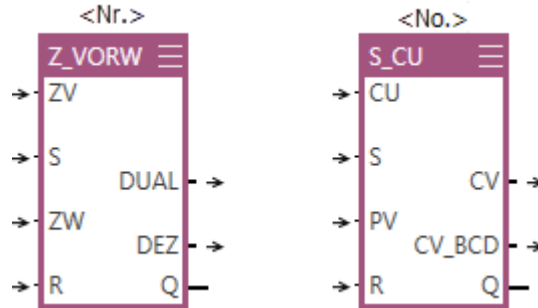 <Nr.>
Z_VORW
ZV
S
DUAL
ZW
DEZ
R
Q
<No.>
S_CU
CU
S
CV
PV
CV_BCD
R
Q